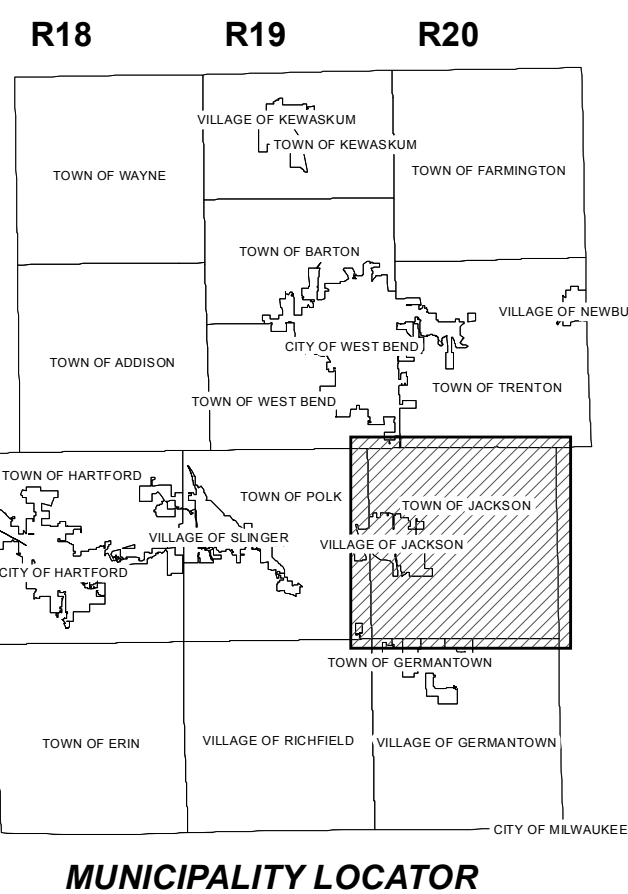 R18 R19 R20
VILLAGE OF KEWASKUM
TOWN OF KEWASKUM
TOWN OF FARMINGTON
TOWN OF WAYNE
TOWN OF BARTON
VILLAGE OF NEWBU
CITY OF WEST BEND
TOWN OF ADDISON
TOWN OF TRENTON
TOWN OF WEST BEND
TOWN OF HARTFORD
TOWN OF POLK
TOWN OF JACKSON
VILLAGE OF SLINGER
VILLAGE OF JACKSON
CITY OF HARTFORD
TOWN OF GERMANTOWN
TOWN OF ERIN
VILLAGE OF RICHFIELD
VILLAGE OF GERMANTOWN
CITY OF MILWAUKEE
MUNICIPALITY LOCATOR